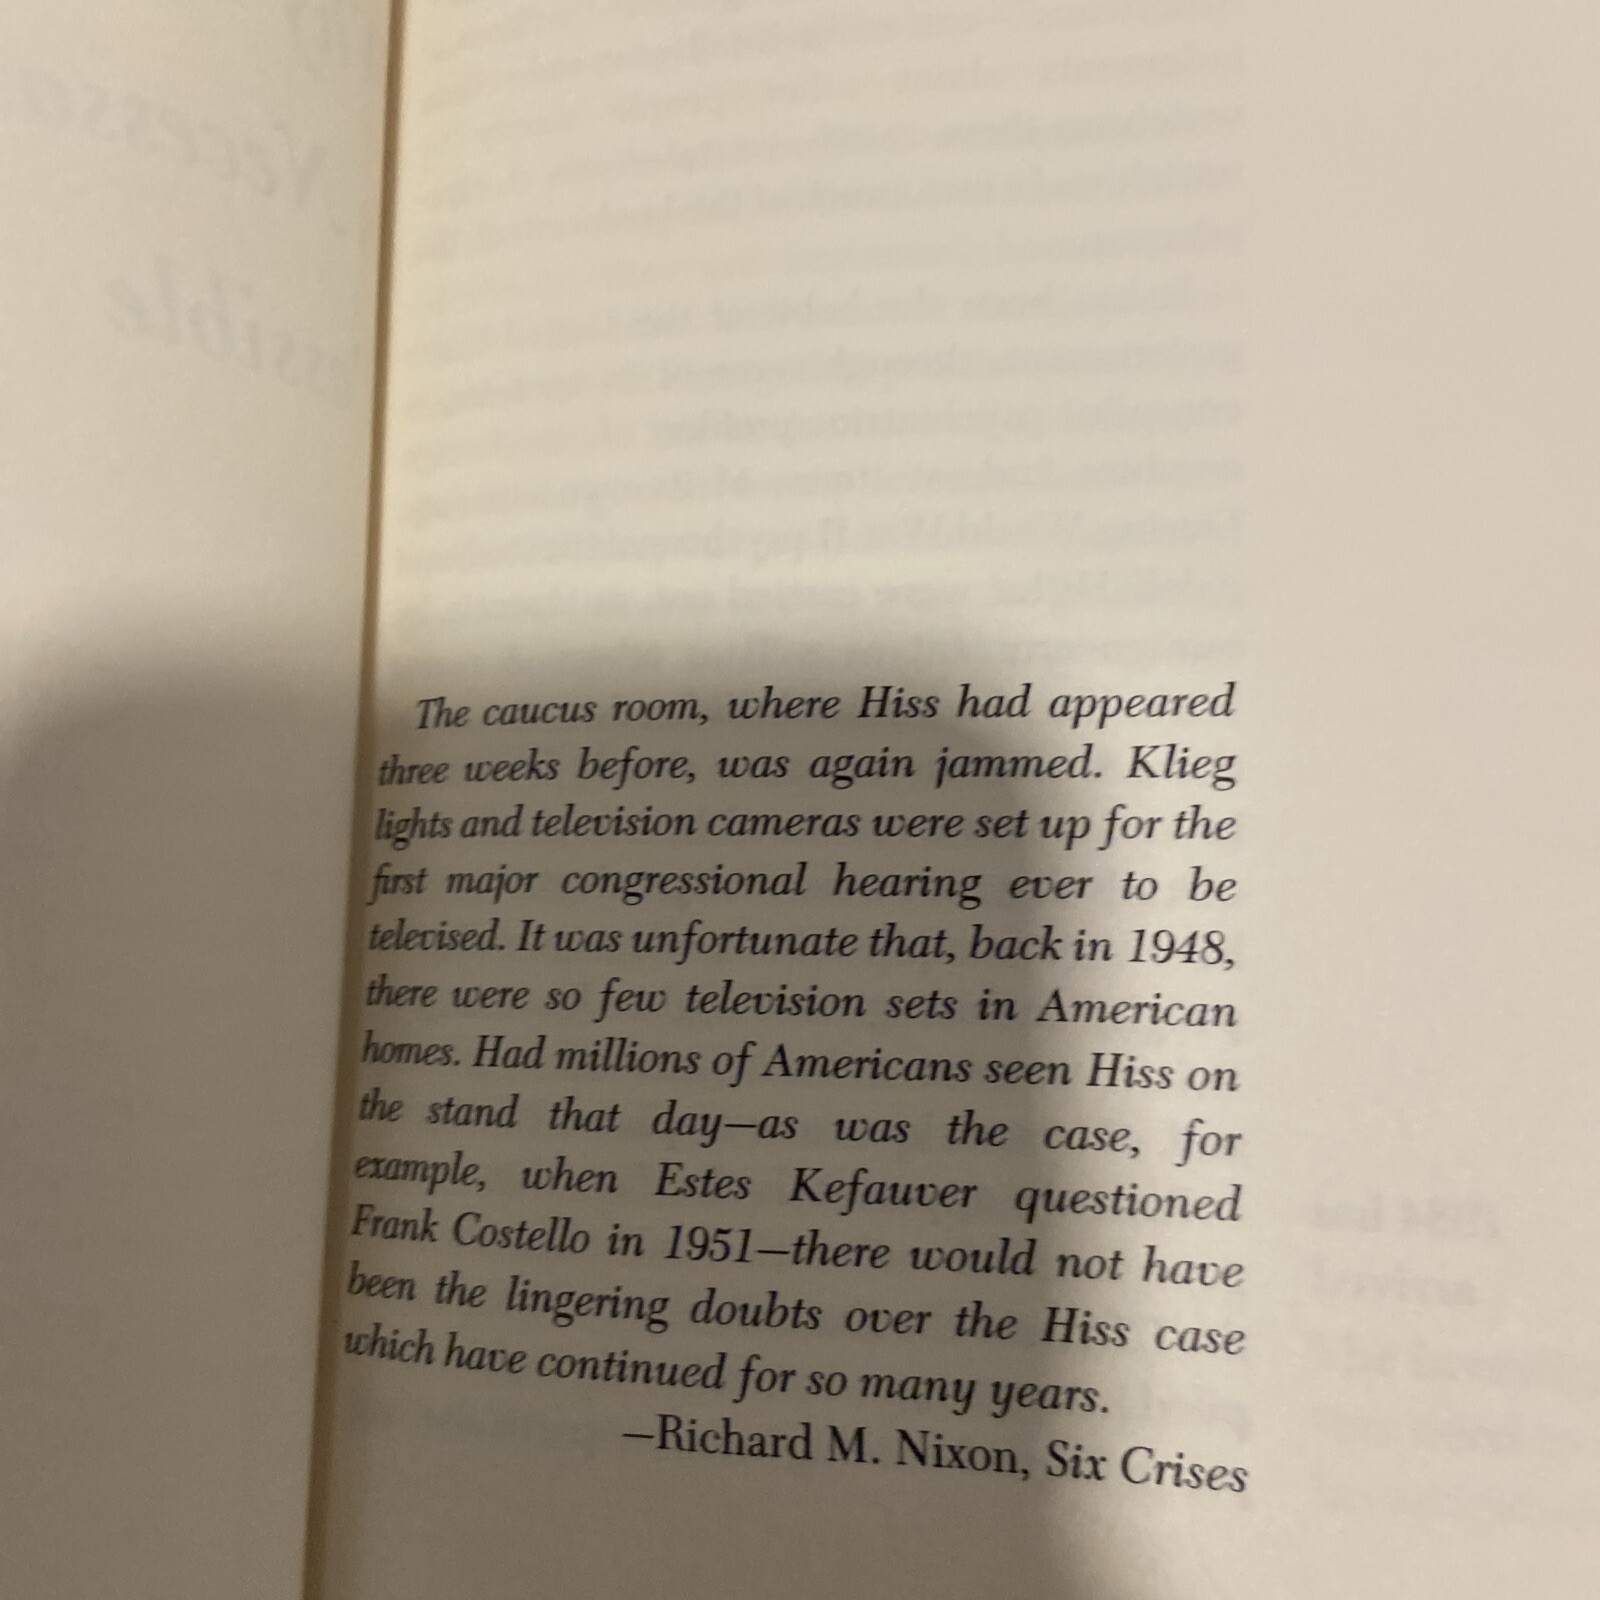 The caucus room, where Hiss had appeared
three weeks before, was again jammed. Klieg
lights and television cameras were set up for the
first major congressional hearing ever to be
televised. It was unfortunate that, back in 1948,
there were so few television sets in American
homes. Had millions of Americans seen Hiss on
the stand that day—as was the case, for
example, when Estes Kefauver questioned
Frank Costello in 1951—there would not have
been the lingering doubts over the Hiss case
which have continued for so many years.
—Richard M. Nixon, Six Crises